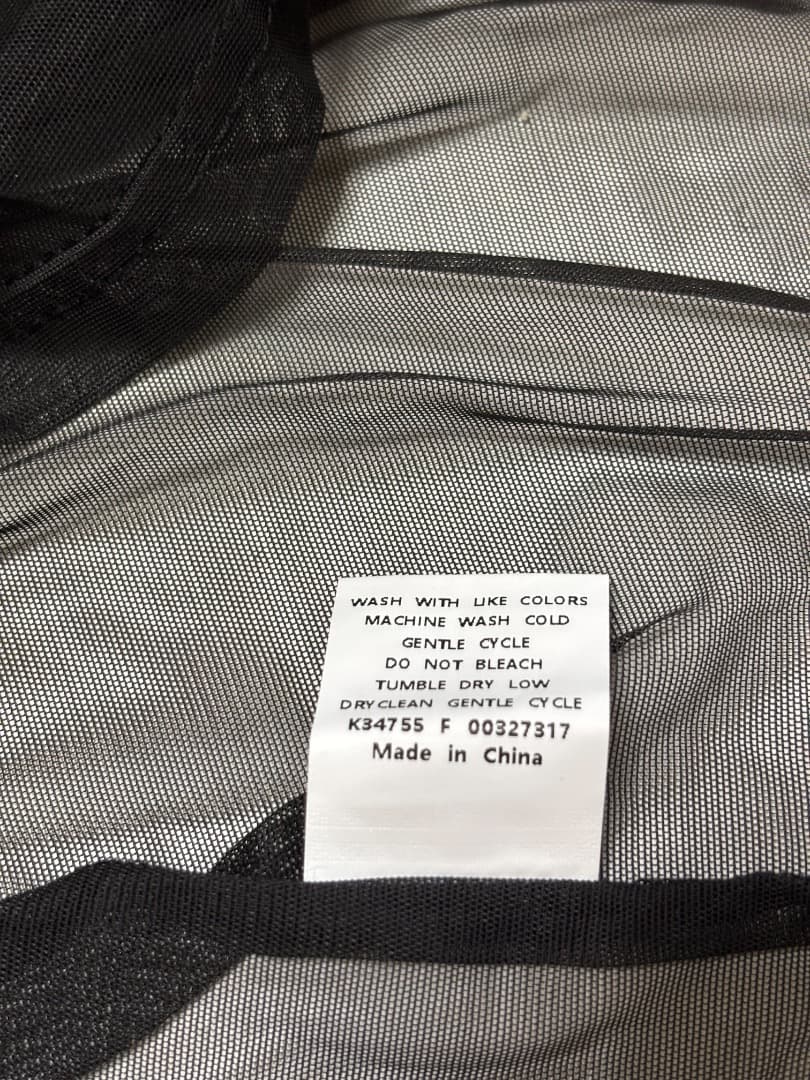 WASH WITH LIKE COLORS
MACHINE WASH COLD
GENTLE CYCLE
DO NOT BLEACH
TUMBLE DRY LOW
DRYCLEAN GENTLE CYCLE
K34755 F 00327317
Made in China